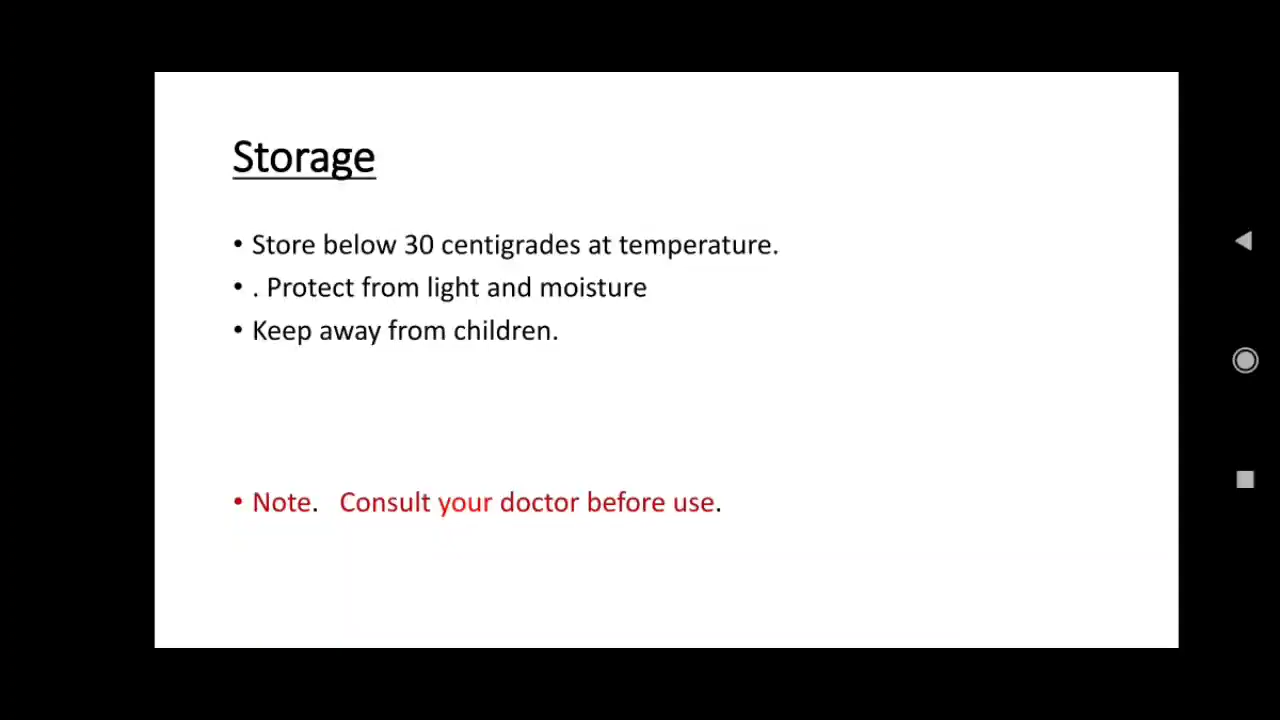 Storage
• Store below 30 centigrades at temperature.
• . Protect from light and moisture
• Keep away from children.
• Note. Consult your doctor before use.